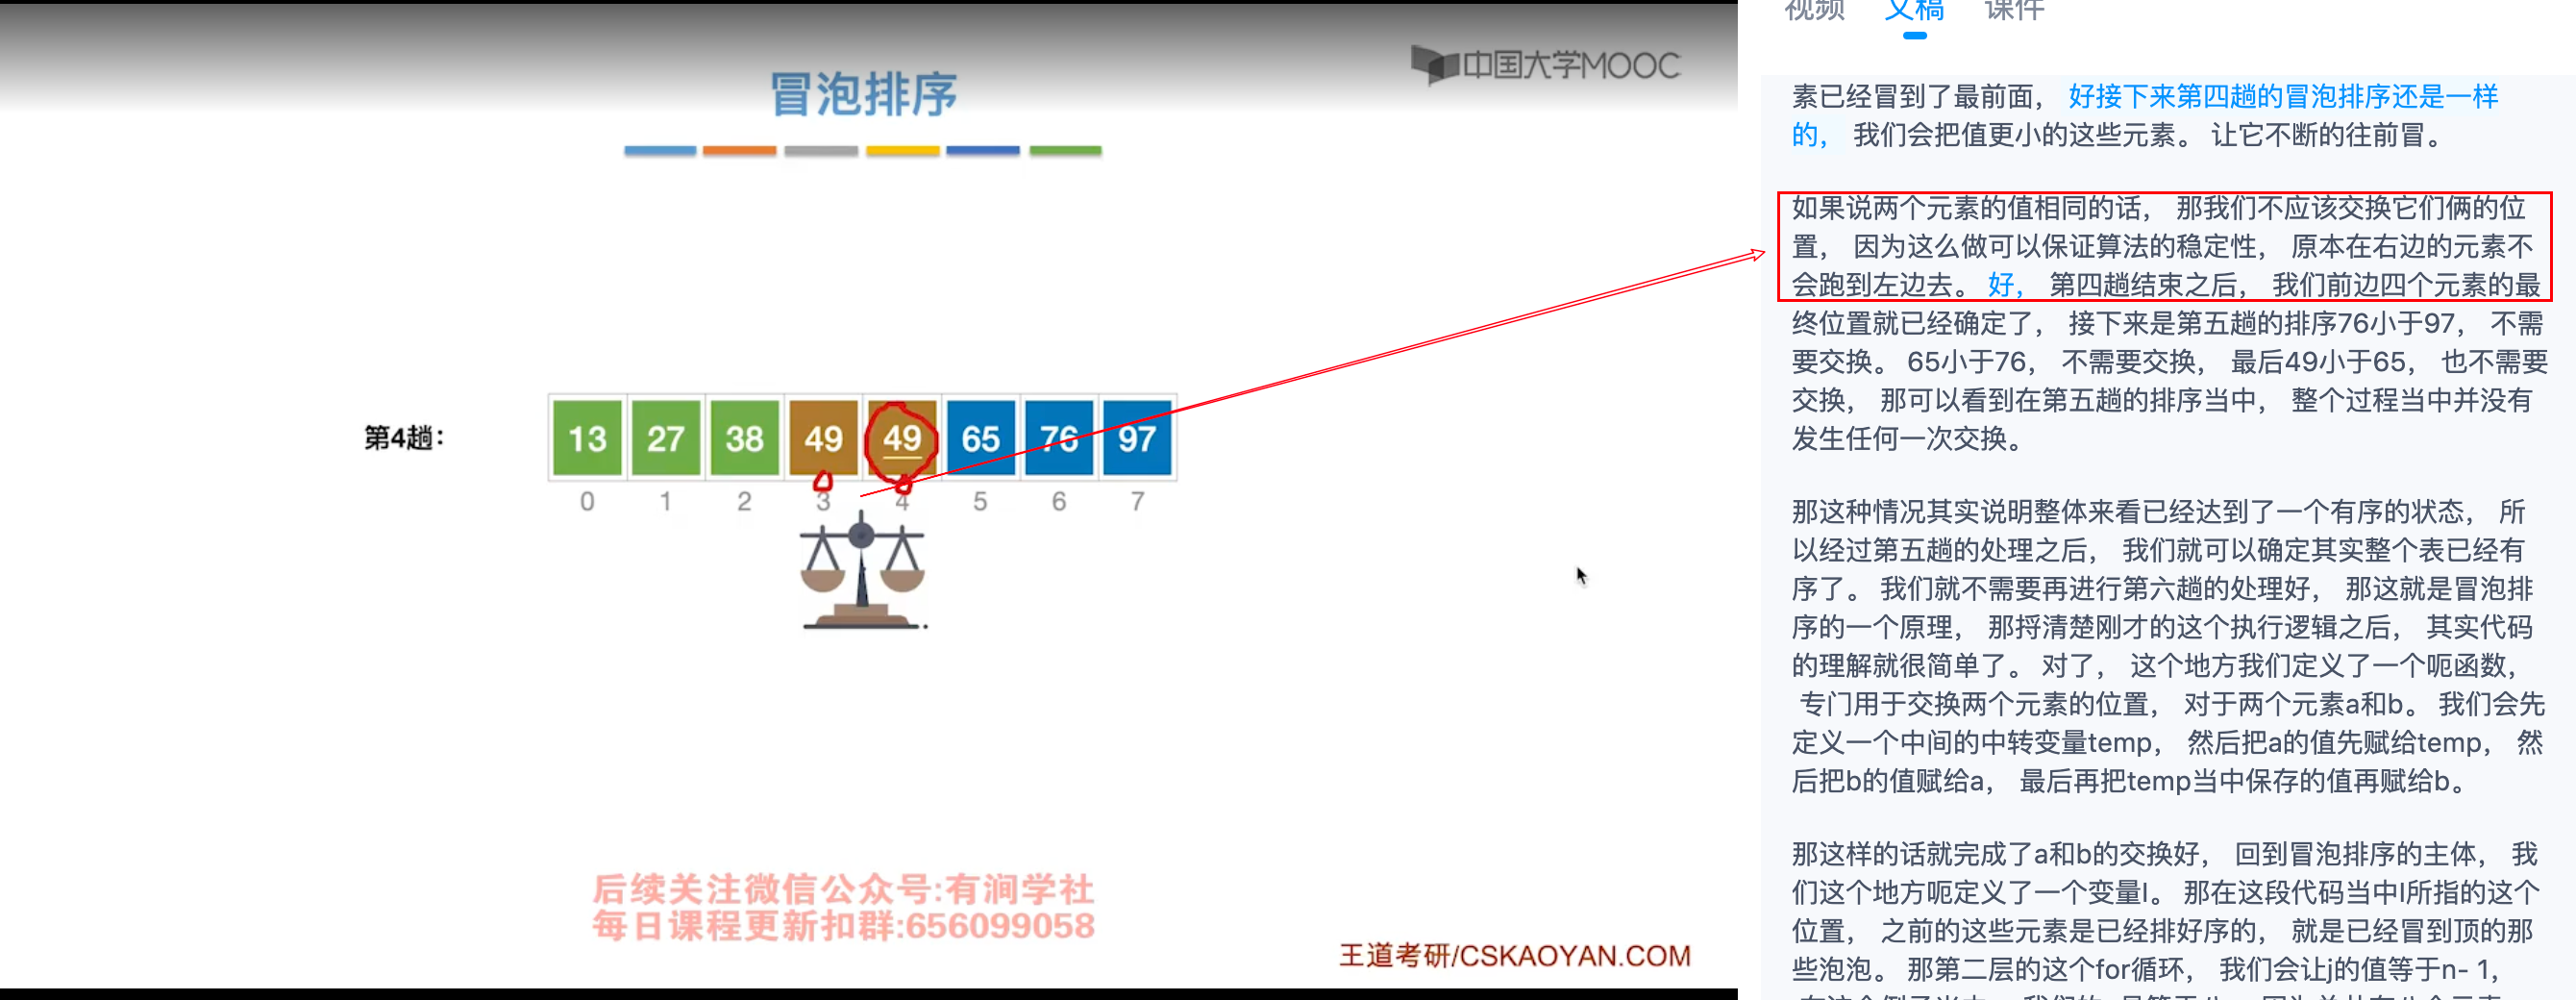 中国大学MOOC
冒泡排序
第4趟：
13 27 38 49 49 65 76 97
0 1 2 3 4 5 6 7
后续关注微信公众号:有涧学社
每日课程更新扣群:656099058
王道考研/CSKAOYAN.COM
视频 文稿 课件
素已经冒到了最前面， 好接下来第四趟的冒泡排序还是一样
的， 我们会把值更小的这些元素。 让它不断的往前冒。
如果说两个元素的值相同的话， 那我们不应该交换它们俩的位
置， 因为这么做可以保证算法的稳定性， 原本在右边的元素不
会跑到左边去。 好， 第四趟结束之后， 我们前边四个元素的最
终位置就已经确定了， 接下来是第五趟的排序76小于97， 不需
要交换。 65小于76， 不需要交换， 最后49小于65， 也不需要
交换， 那可以看到在第五趟的排序当中， 整个过程当中并没有
发生任何一次交换。
那这种情况其实说明整体来看已经达到了一个有序的状态， 所
以经过第五趟的处理之后， 我们就可以确定其实整个表已经有
序了。 我们就不需要再进行第六趟的处理好， 那这就是冒泡排
序的一个原理， 那捋清楚刚才的这个执行逻辑之后， 其实代码
的理解就很简单了。 对了， 这个地方我们定义了一个呃函数，
专门用于交换两个元素的位置， 对于两个元素a和b。 我们会先
定义一个中间的中转变量temp， 然后把a的值先赋给temp， 然
后把b的值赋给a， 最后再把temp当中保存的值再赋给b。
那这样的话就完成了a和b的交换好， 回到冒泡排序的主体， 我
们这个地方呃定义了一个变量I。 那在这段代码当中I所指的这个
位置， 之前的这些元素是已经排好序的， 就是已经冒到顶的那
些泡泡。 那第二层的这个for循环， 我们会让j的值等于n- 1，